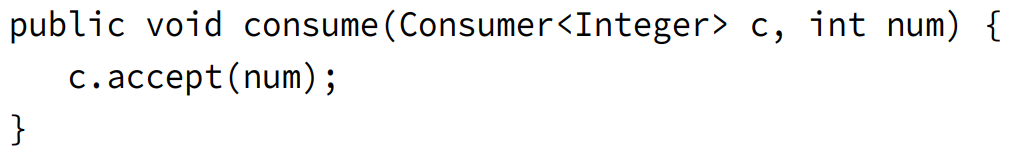 public void consume(Consumer<Integer> c, int num) {
   c.accept(num);
}